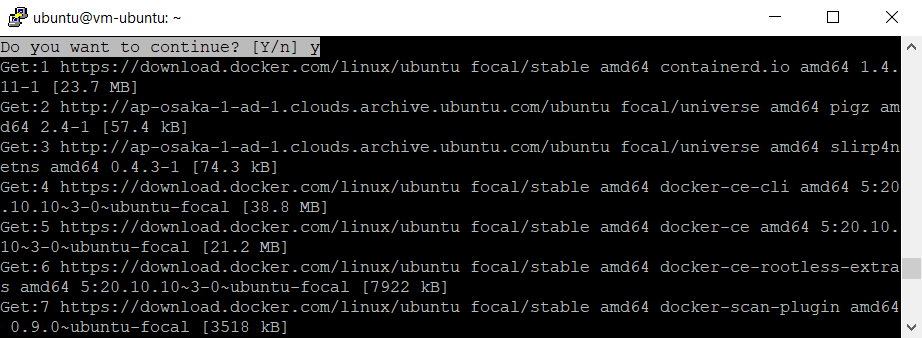 ubuntu@vm-ubuntu: ~
Do you want to continue? [Y/n] y
Get:1 https://download.docker.com/linux/ubuntu focal/stable amd64 containerd.io amd64 1.4.
11-1 [23.7 MB]
Get:2 http://ap-osaka-1-ad-1.clouds.archive.ubuntu.com/ubuntu focal/universe amd64 pigz am
d64 2.4-1 [57.4 kB]
Get:3 http://ap-osaka-1-ad-1.clouds.archive.ubuntu.com/ubuntu focal/universe amd64 slirp4n
etns amd64 0.4.3-1 [74.3 kB]
Get:4 https://download.docker.com/linux/ubuntu focal/stable amd64 docker-ce-cli amd64 5:20
.10.10~3-0~ubuntu-focal [38.8 MB]
Get:5 https://download.docker.com/linux/ubuntu focal/stable amd64 docker-ce amd64 5:20.10.
10~3-0~ubuntu-focal [21.2 MB]
Get:6 https://download.docker.com/linux/ubuntu focal/stable amd64 docker-ce-rootless-extra
s amd64 5:20.10.10~3-0~ubuntu-focal [7922 kB]
Get:7 https://download.docker.com/linux/ubuntu focal/stable amd64 docker-scan-plugin amd64
 0.9.0~ubuntu-focal [3518 kB]